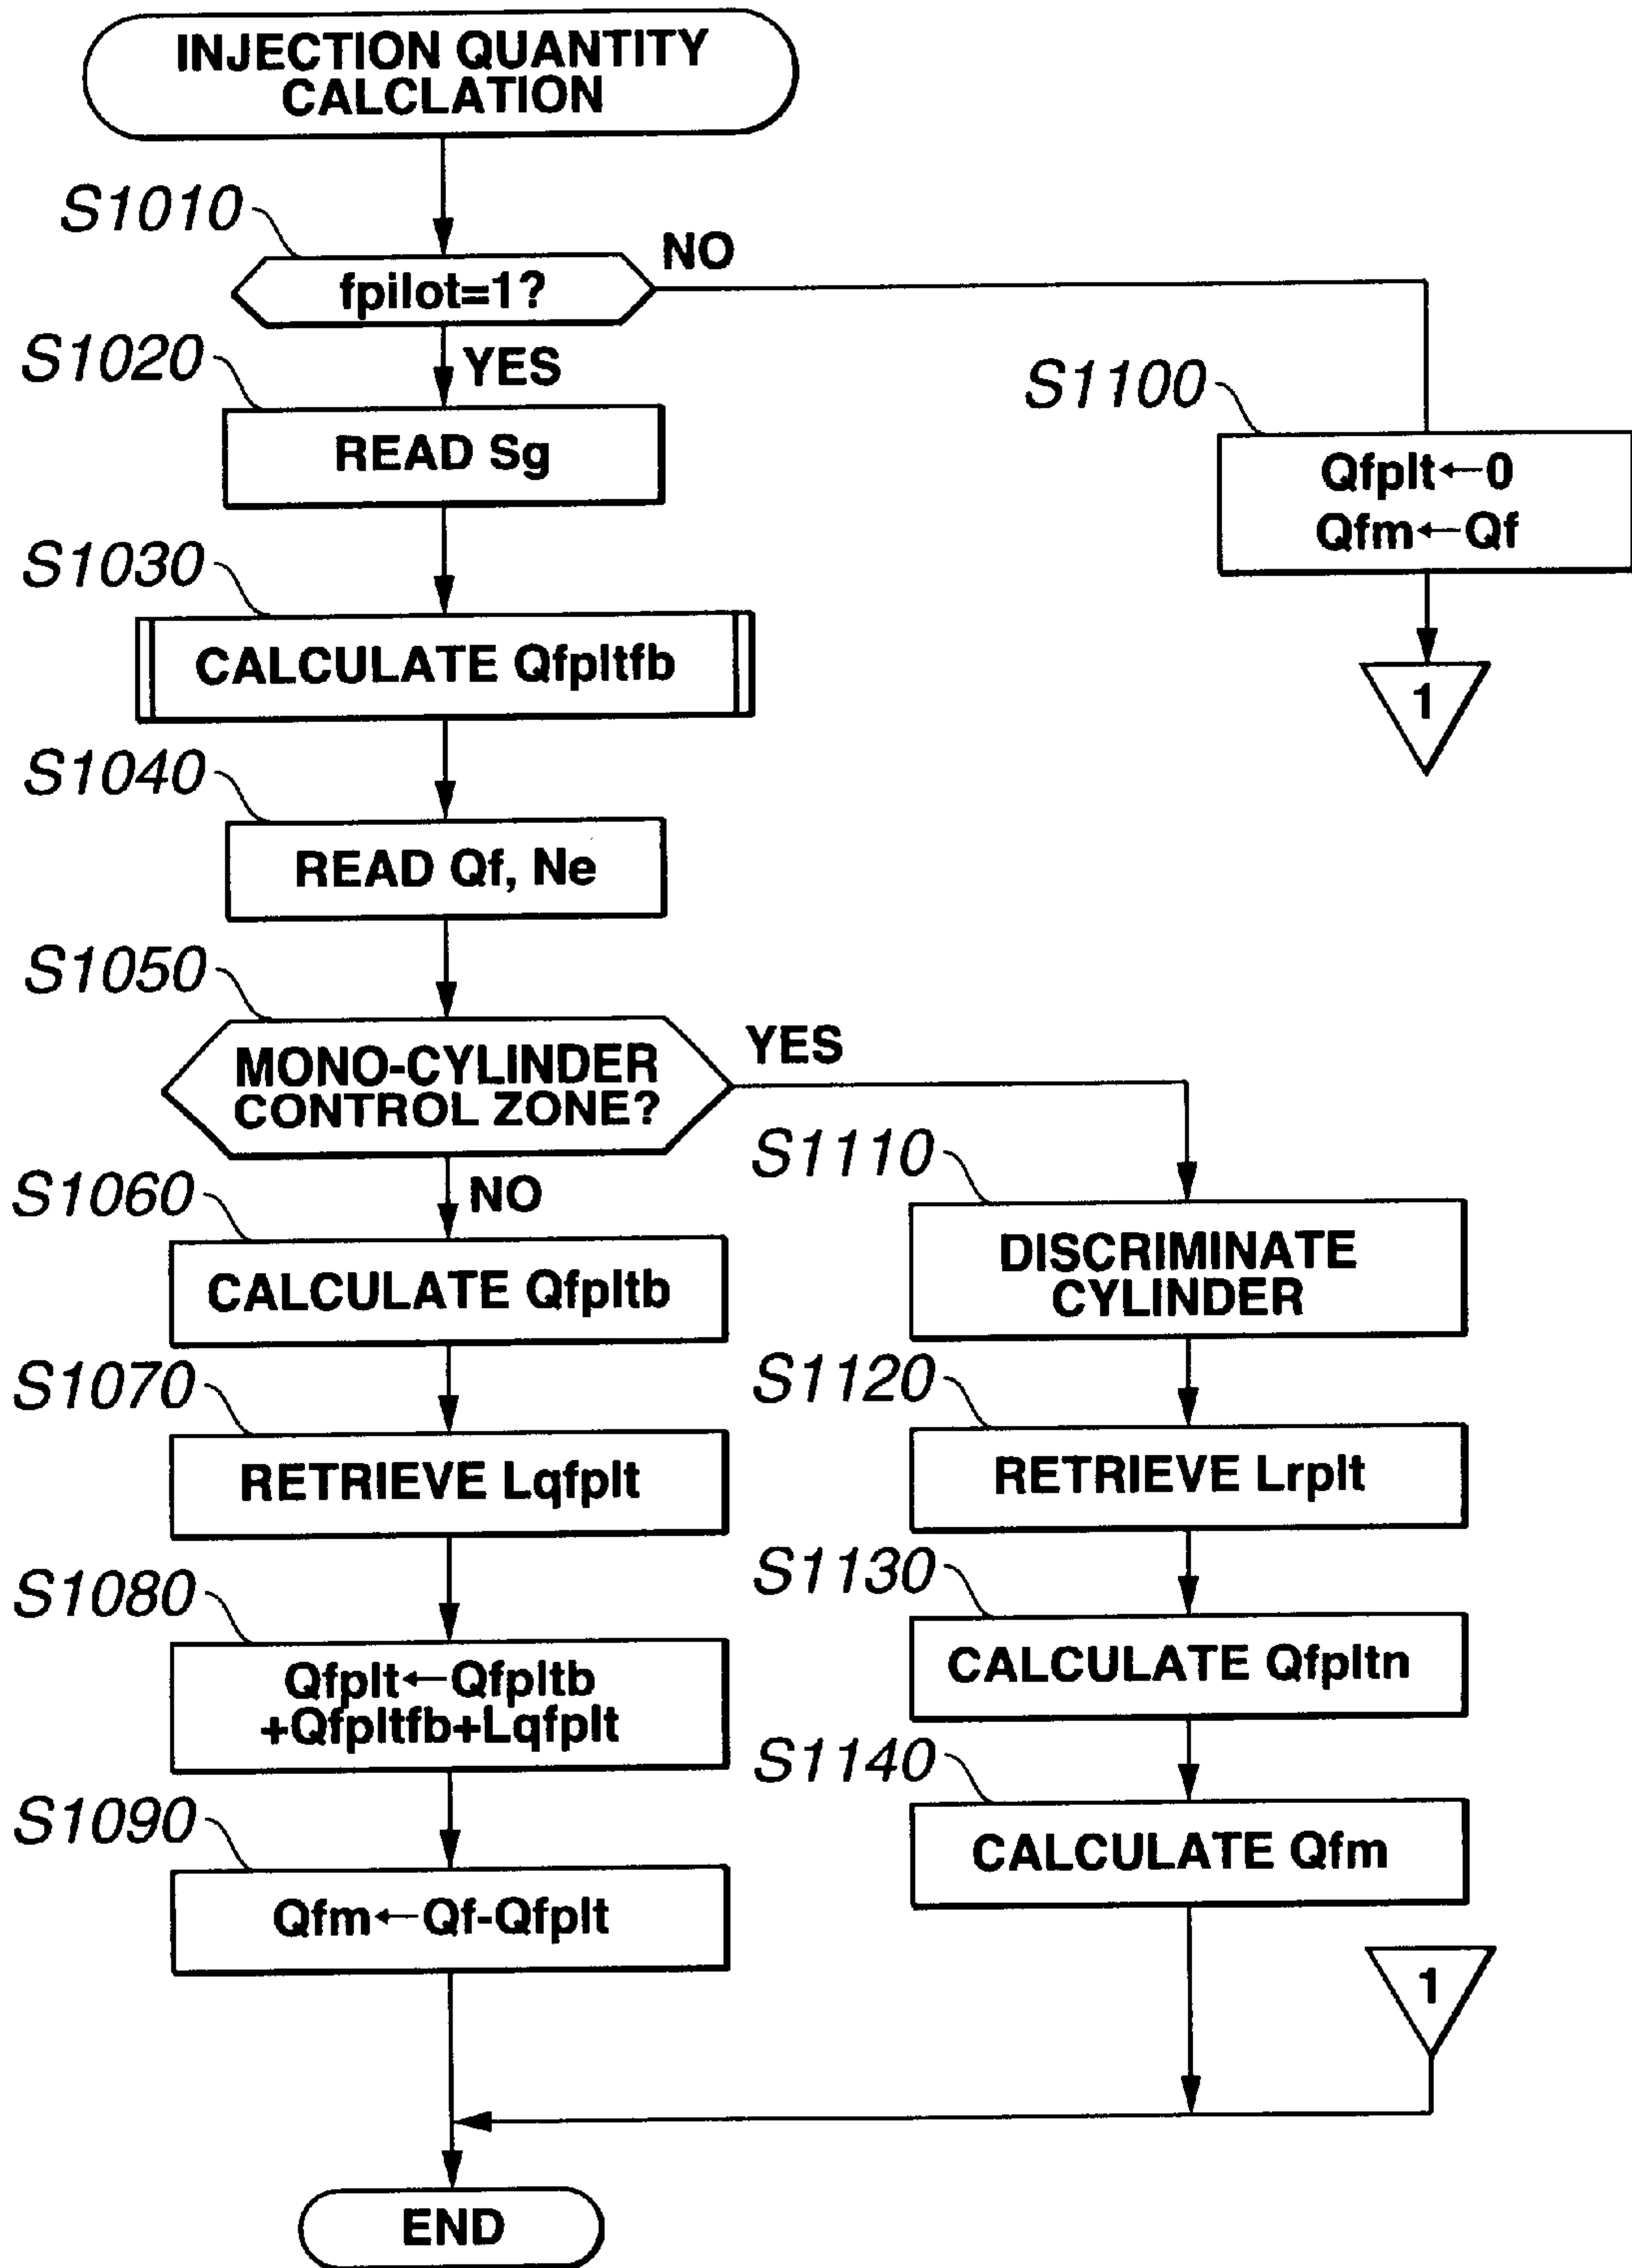 INJECTION QUANTITY
CALCLATION
S1010
fpilot=1?
NO
YES
S1020
READ Sg
S1100
Qfplt←0
Qfm←Qf
1
S1030
CALCULATE Qfpltfb
S1040
READ Qf, Ne
S1050
MONO-CYLINDER
CONTROL ZONE?
YES
NO
S1060
CALCULATE Qfpltb
S1070
RETRIEVE Lqfplt
S1080
Qfplt←Qfpltb
+Qfpltfb+Lqfplt
S1090
Qfm←Qf-Qfplt
S1110
DISCRIMINATE
CYLINDER
S1120
RETRIEVE Lrplt
S1130
CALCULATE Qfpltn
S1140
CALCULATE Qfm
1
END